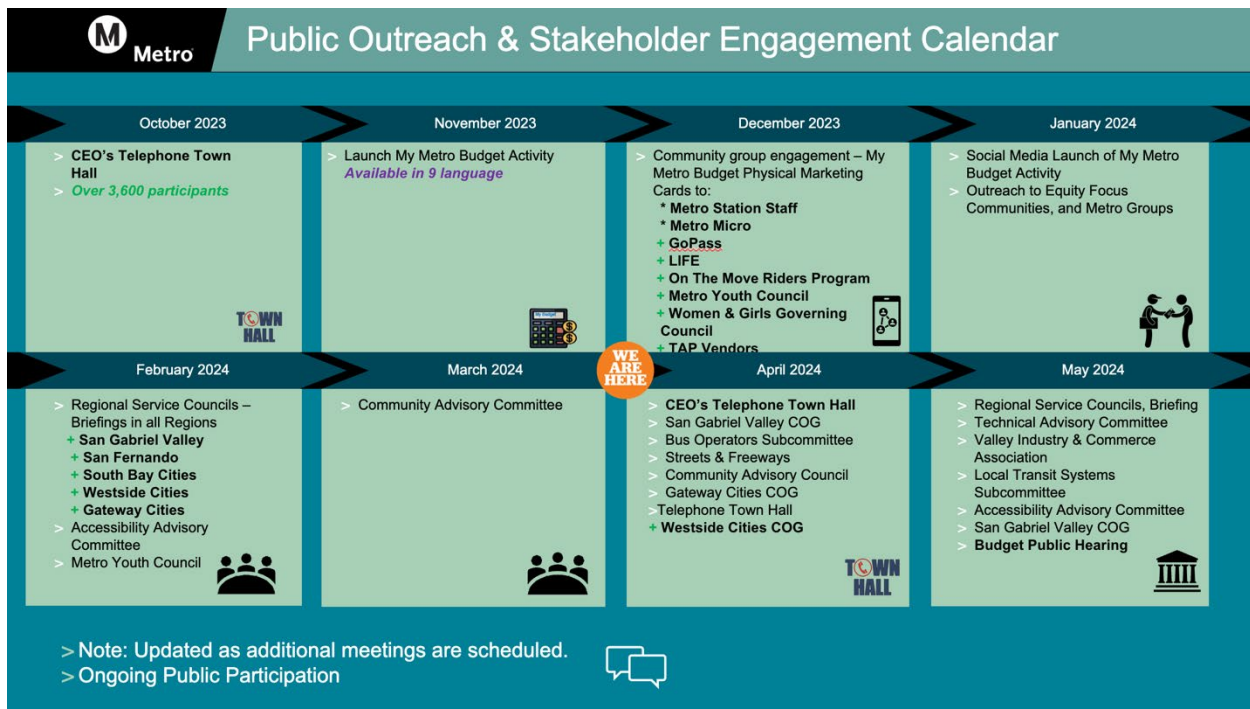 M
Metro
Public Outreach & Stakeholder Engagement Calendar
October 2023
> CEO's Telephone Town
Hall
> Over 3,600 participants
TOWN
HALL
November 2023
> Launch My Metro Budget Activity
Available in 9 language
My Budget
December 2023
> Community group engagement – My
Metro Budget Physical Marketing
Cards to:
* Metro Station Staff
* Metro Micro
+ GoPass
+ LIFE
+ On The Move Riders Program
+ Metro Youth Council
+ Women & Girls Governing
Council
+ TAP Vendors
January 2024
> Social Media Launch of My Metro
Budget Activity
> Outreach to Equity Focus
Communities, and Metro Groups
February 2024
> Regional Service Councils –
Briefings in all Regions
+ San Gabriel Valley
+ San Fernando
+ South Bay Cities
+ Westside Cities
+ Gateway Cities
> Accessibility Advisory
Committee
> Metro Youth Council
March 2024
> Community Advisory Committee
WE
ARE
HERE
April 2024
> CEO's Telephone Town Hall
> San Gabriel Valley COG
> Bus Operators Subcommittee
> Streets & Freeways
> Community Advisory Council
> Gateway Cities COG
>Telephone Town Hall
+ Westside Cities COG
TOWN
HALL
May 2024
> Regional Service Councils, Briefing
> Technical Advisory Committee
> Valley Industry & Commerce
Association
> Local Transit Systems
Subcommittee
> Accessibility Advisory Committee
> San Gabriel Valley COG
> Budget Public Hearing
> Note: Updated as additional meetings are scheduled.
> Ongoing Public Participation